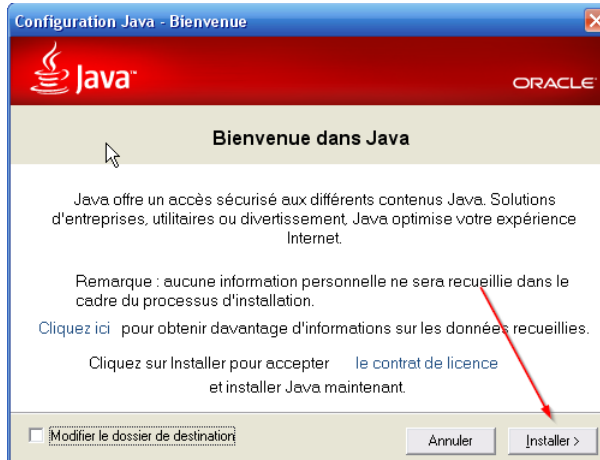 Configuration Java - Bienvenue
Java™
ORACLE
Bienvenue dans Java
Java offre un accès sécurisé aux différents contenus Java. Solutions
d'entreprises, utilitaires ou divertissement, Java optimise votre expérience
Internet.
Remarque : aucune information personnelle ne sera recueillie dans le
cadre du processus d'installation.
Cliquez ici pour obtenir davantage d'informations sur les données recueillies.
Cliquez sur Installer pour accepter le contrat de licence
et installer Java maintenant.
Modifier le dossier de destination
Annuler
Installer >